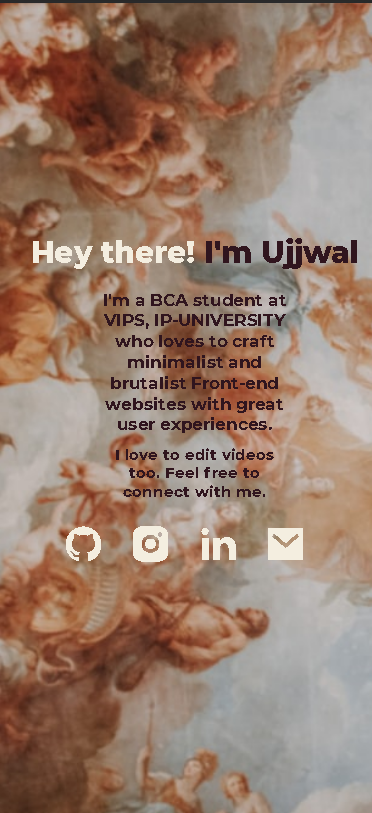 Hey there! I'm Ujjwal
I'm a BCA student at
VIPS, IP-UNIVERSITY
who loves to craft
minimalist and
brutalist Front-end
websites with great
user experiences.
I love to edit videos
too. Feel free to
connect with me.
in